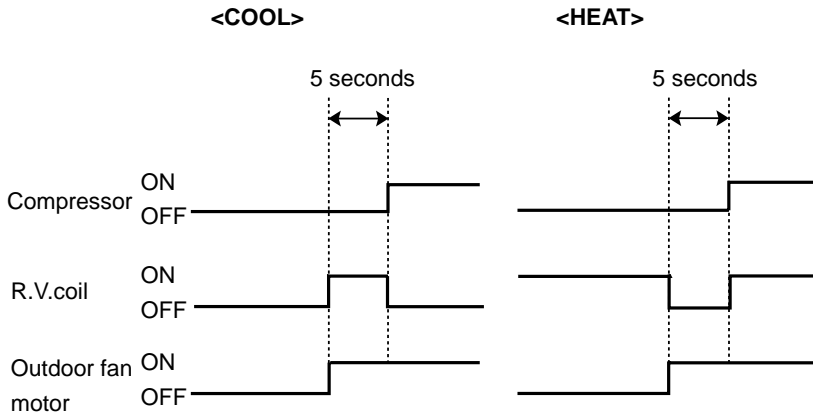 <COOL>
<HEAT>
5 seconds
5 seconds
Compressor
ON
OFF
R.V.coil
ON
OFF
Outdoor fan
motor
ON
OFF